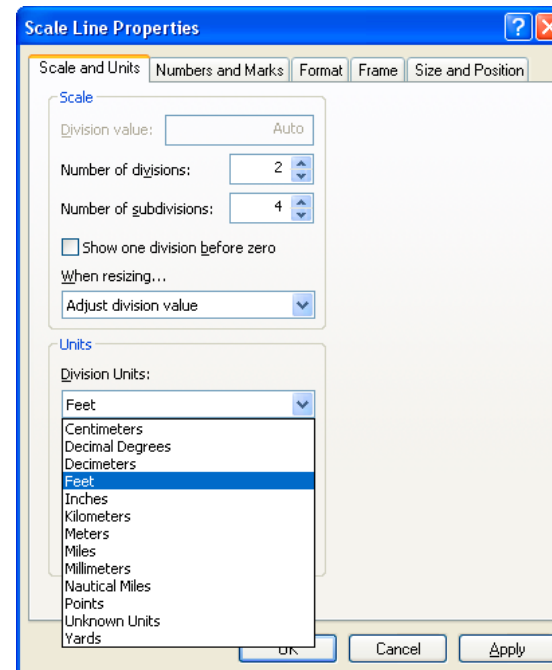 Scale Line Properties
Scale and Units Numbers and Marks Format Frame Size and Position
Scale
Division value: Auto
Number of divisions: 2
Number of subdivisions: 4
Show one division before zero
When resizing...
Adjust division value
Units
Division Units:
Feet
Centimeters
Decimal Degrees
Decimeters
Feet
Inches
Kilometers
Meters
Miles
Millimeters
Nautical Miles
Points
Unknown Units
Yards
OK Cancel Apply